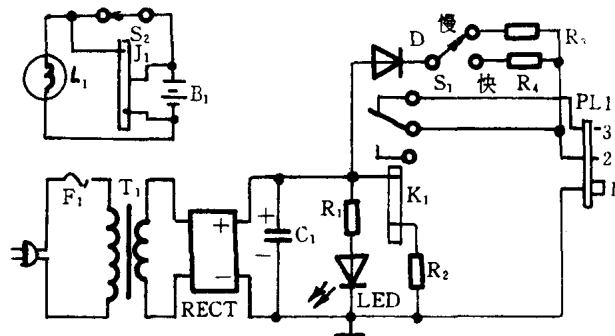 S₂
J₁
L₁
B₁
D
慢
R₃
S₁
快
R₄
PL1
3
2
1
F₁
T₁
+
−
RECT
+
−
C₁
R₁
LED
K₁
R₂